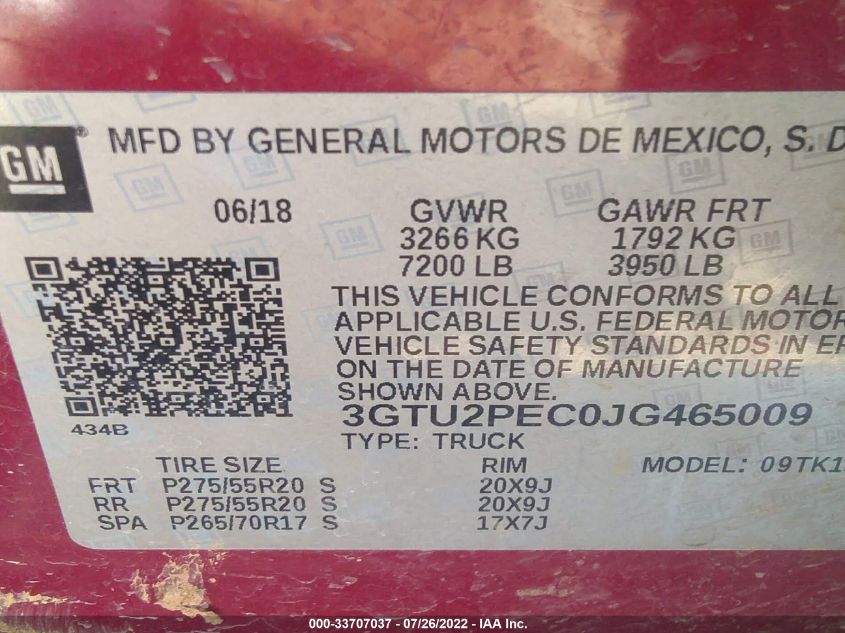 GM ® MFD BY GENERAL MOTORS DE MEXICO, S. D
06/18 GVWR GAWR FRT
3266 KG 1792 KG
7200 LB 3950 LB
THIS VEHICLE CONFORMS TO ALL
APPLICABLE U.S. FEDERAL MOTOR
VEHICLE SAFETY STANDARDS IN EF
ON THE DATE OF MANUFACTURE
SHOWN ABOVE.
434B 3GTU2PEC0JG465009
TYPE: TRUCK
TIRE SIZE RIM MODEL: 09TK1
FRT P275/55R20 S 20X9J
RR P275/55R20 S 20X9J
SPA P265/70R17 S 17X7J
000-33707037 - 07/26/2022 - IAA Inc.